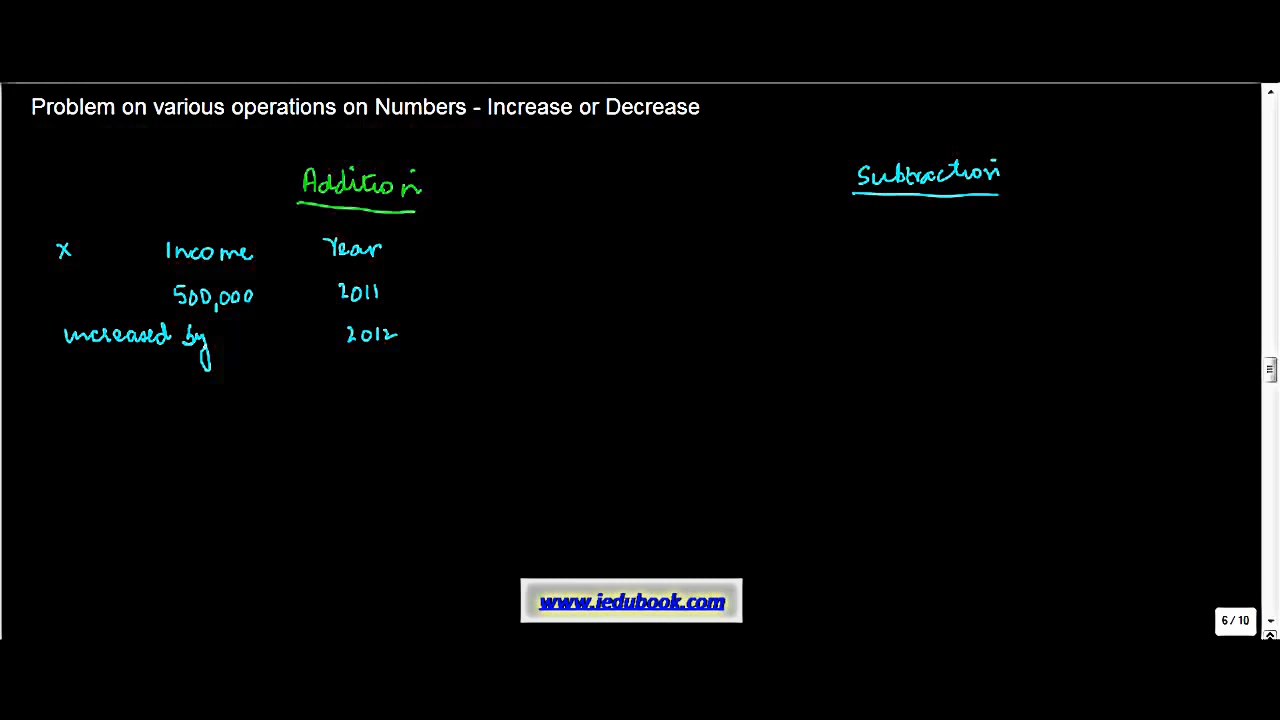 Problem on various operations on Numbers - Increase or Decrease
Addition
Subtraction
x Income Year
500,000 2011
increased by 2012
www.iedubook.com
6 / 10